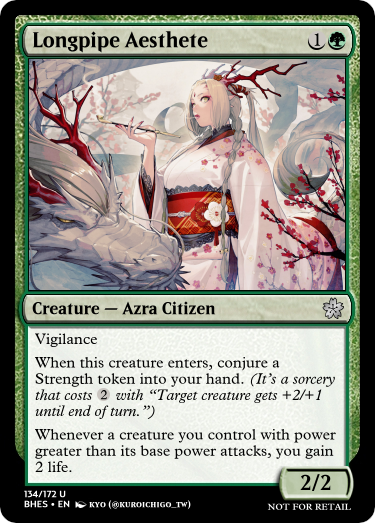 Longpipe Aesthete 1
Creature — Azra Citizen
Vigilance
When this creature enters, conjure a
Strength token into your hand. (It's a sorcery
that costs 2 with “Target creature gets +2/+1
until end of turn.”)
Whenever a creature you control with power
greater than its base power attacks, you gain
2 life.
2/2
134/172 U
BHES • EN KYO (@KUROICHIGO_TW)
NOT FOR RETAIL